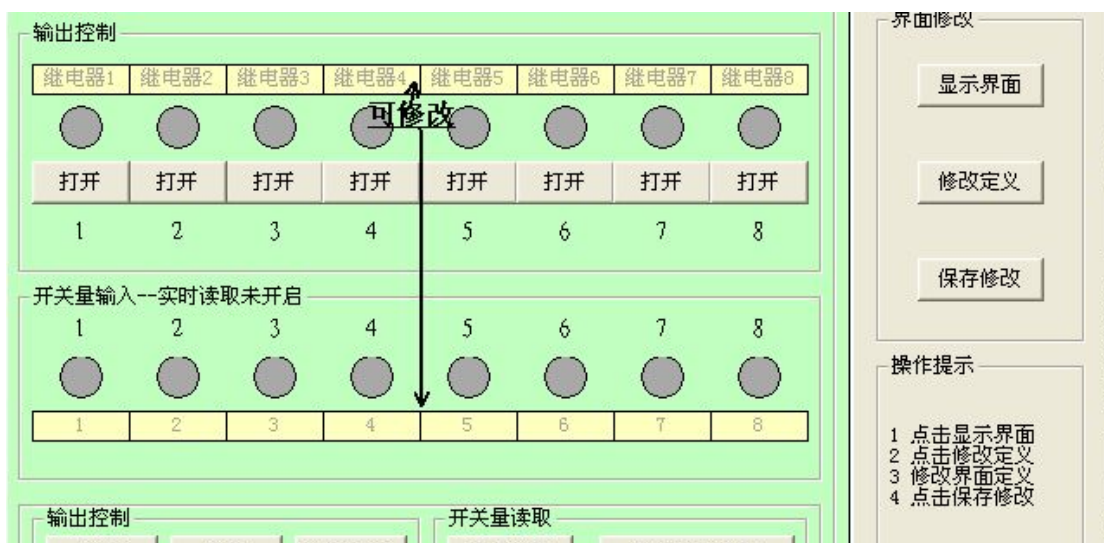 输出控制
继电器1 继电器2 继电器3 继电器4 继电器5 继电器6 继电器7 继电器8
可修改
打开 打开 打开 打开 打开 打开 打开 打开
1 2 3 4 5 6 7 8
开关量输入--实时读取未开启
1 2 3 4 5 6 7 8
1 2 3 4 5 6 7 8
输出控制
开关量读取
界面修改
显示界面
修改定义
保存修改
操作提示
1 点击显示界面
2 点击修改定义
3 修改界面定义
4 点击保存修改